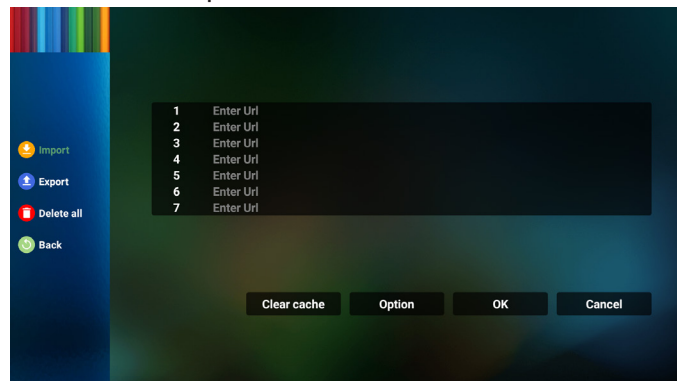 Import
Export
Delete all
Back
1 Enter Url
2 Enter Url
3 Enter Url
4 Enter Url
5 Enter Url
6 Enter Url
7 Enter Url
Clear cache Option OK Cancel